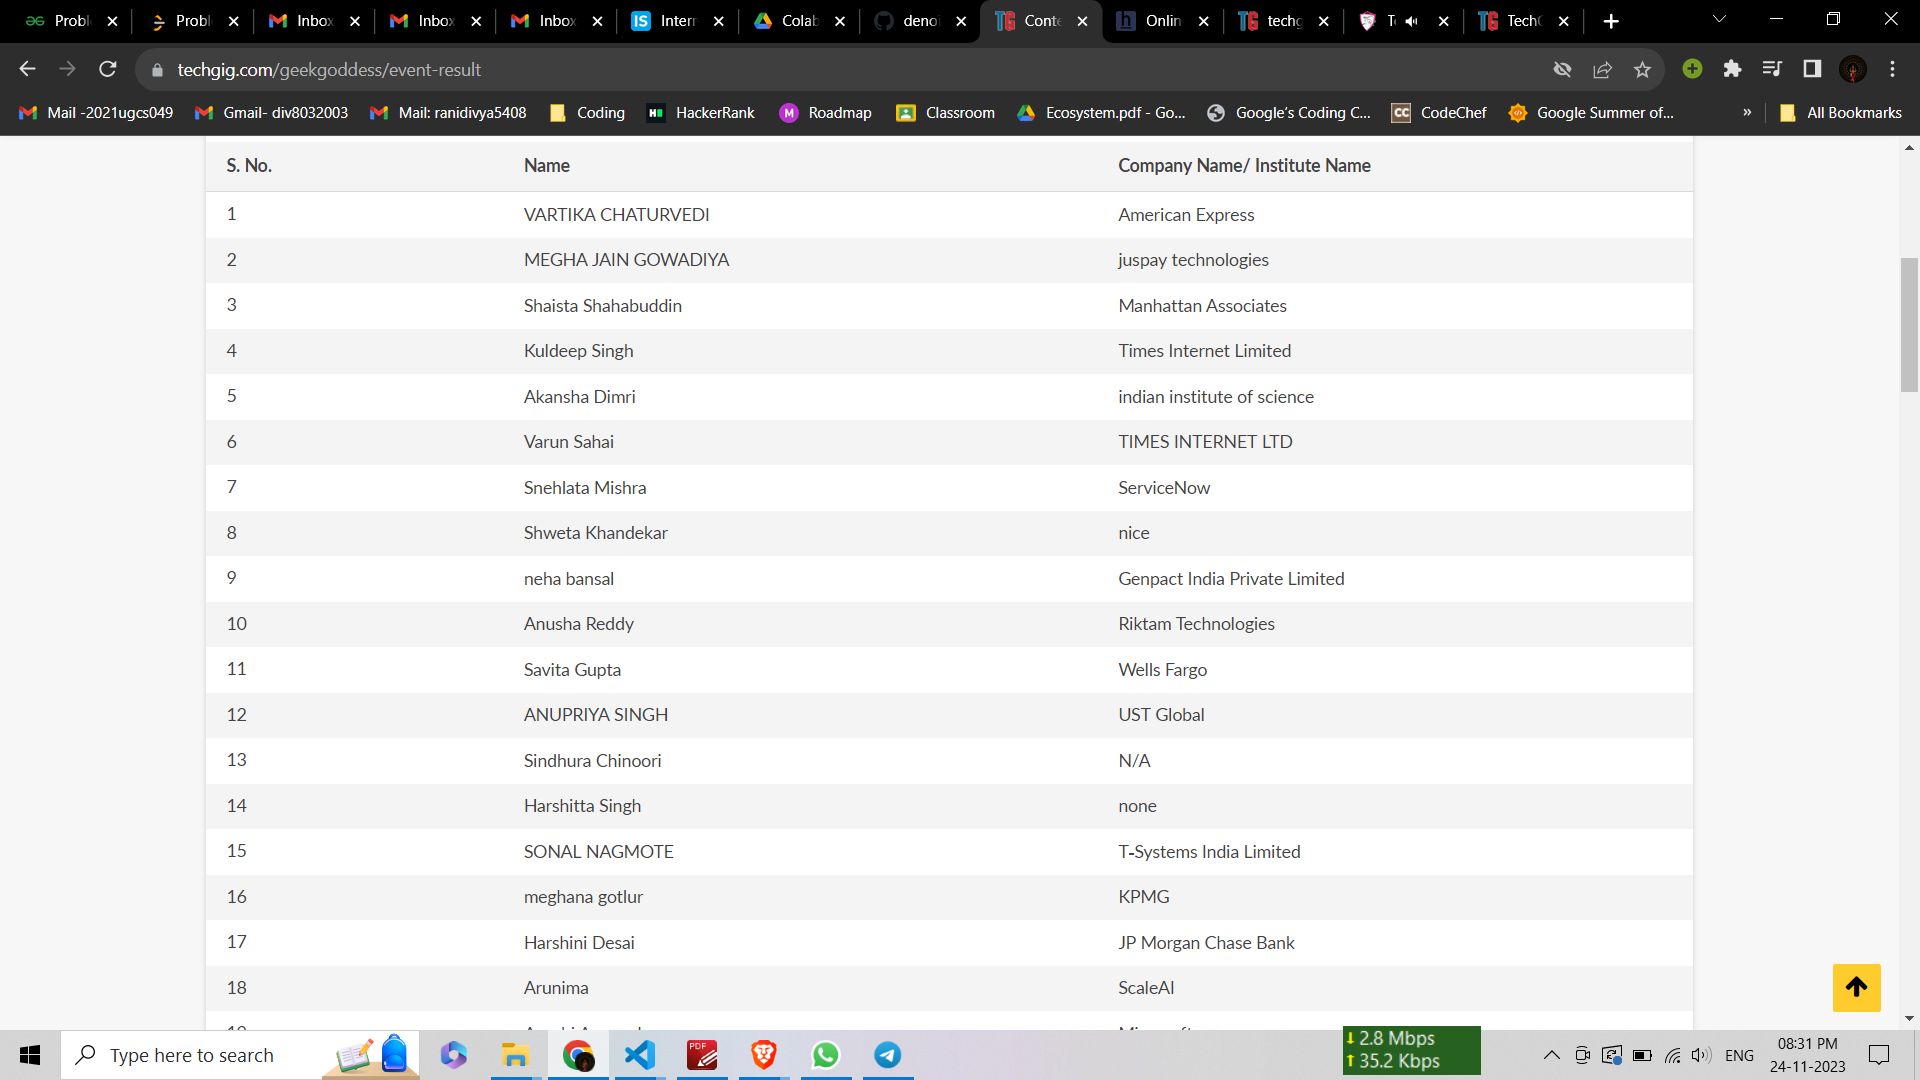 Probl Probl Inbox Inbox Inbox Intern Colab denoi Conte Onlin techg Te TechG
techgig.com/geekgoddess/event-result
Mail -2021ugcs049 Gmail- div8032003 Mail: ranidivya5408 Coding HackerRank Roadmap Classroom Ecosystem.pdf - Go... Google's Coding C... CodeChef Google Summer of... » All Bookmarks
S. No. Name Company Name/ Institute Name
1 VARTIKA CHATURVEDI American Express
2 MEGHA JAIN GOWADIYA juspay technologies
3 Shaista Shahabuddin Manhattan Associates
4 Kuldeep Singh Times Internet Limited
5 Akansha Dimri indian institute of science
6 Varun Sahai TIMES INTERNET LTD
7 Snehlata Mishra ServiceNow
8 Shweta Khandekar nice
9 neha bansal Genpact India Private Limited
10 Anusha Reddy Riktam Technologies
11 Savita Gupta Wells Fargo
12 ANUPRIYA SINGH UST Global
13 Sindhura Chinoori N/A
14 Harshitta Singh none
15 SONAL NAGMOTE T-Systems India Limited
16 meghana gotlur KPMG
17 Harshini Desai JP Morgan Chase Bank
18 Arunima ScaleAI
Type here to search
2.8 Mbps
35.2 Kbps
ENG
08:31 PM
24-11-2023